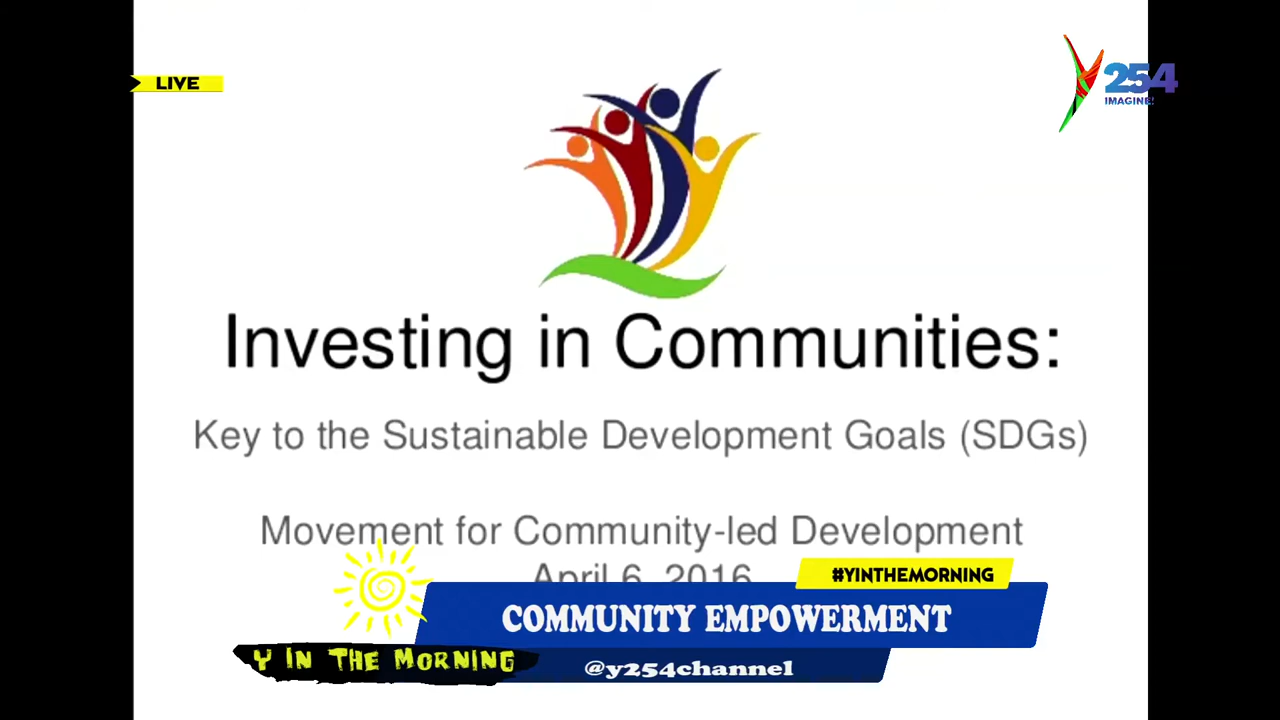 LIVE
Y254
IMAGINE!
Investing in Communities:
Key to the Sustainable Development Goals (SDGs)
Movement for Community-led Development
April 6, 2016
#YINTHEMORNING
COMMUNITY EMPOWERMENT
Y IN THE MORNING
@y254channel